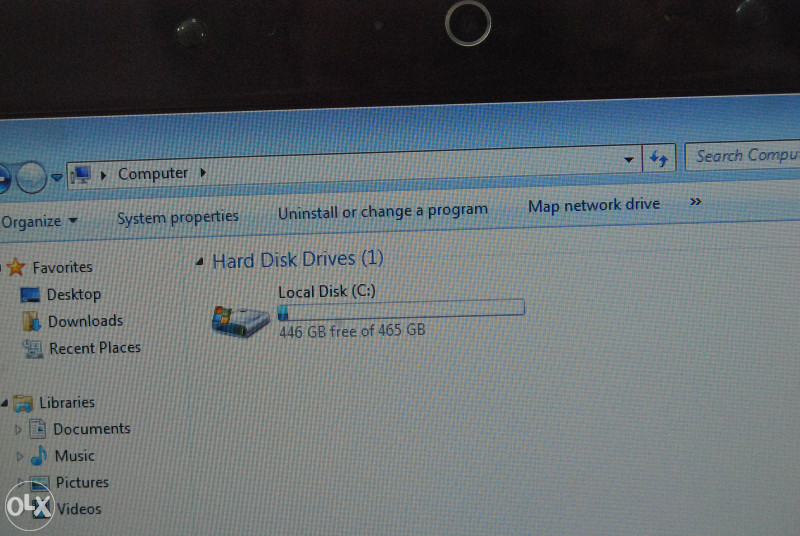 Computer
Search Compu
Organize
System properties
Uninstall or change a program
Map network drive
»
Favorites
Desktop
Downloads
Recent Places
Libraries
Documents
Music
Pictures
Videos
Hard Disk Drives (1)
Local Disk (C:)
446 GB free of 465 GB
OLX